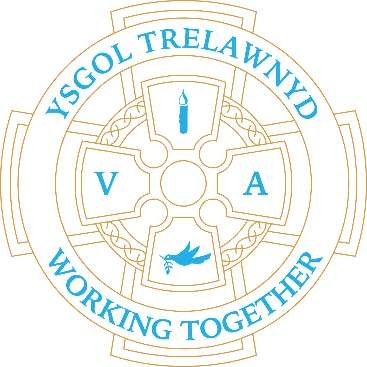 YSGOL TRELAWNYD
V A
WORKING TOGETHER